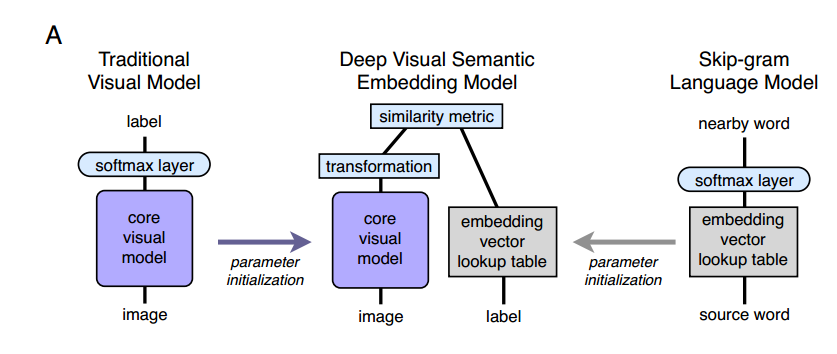 A
Traditional
Visual Model
label
softmax layer
core
visual
model
image
parameter
initialization
Deep Visual Semantic
Embedding Model
similarity metric
transformation
core
visual
model
image
embedding
vector
lookup table
label
parameter
initialization
Skip-gram
Language Model
nearby word
softmax layer
embedding
vector
lookup table
source word